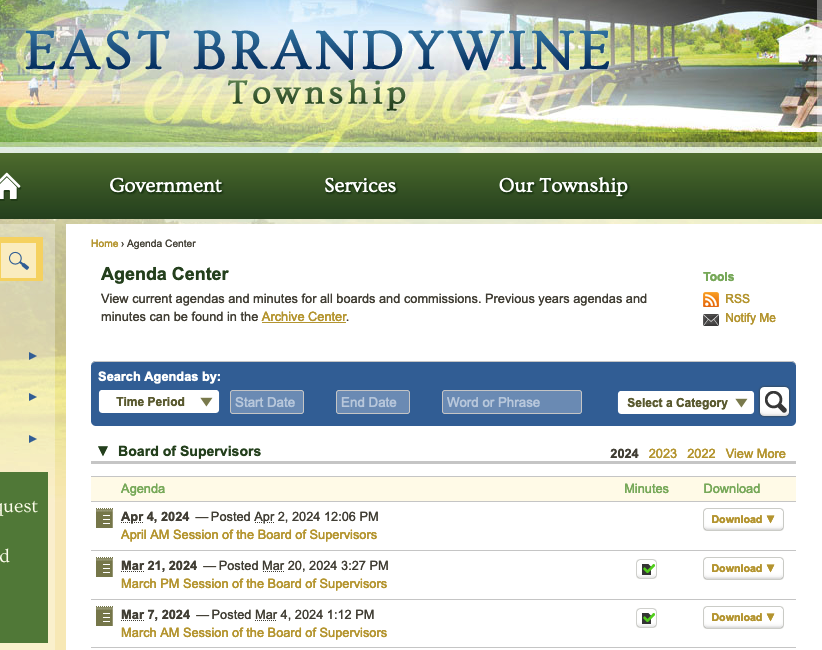 EAST BRANDYWINE
Pennsylvania
Township
Government Services Our Township
Home › Agenda Center
Agenda Center
View current agendas and minutes for all boards and commissions. Previous years agendas and
minutes can be found in the Archive Center.
Tools
RSS
Notify Me
Search Agendas by:
Time Period Start Date End Date Word or Phrase Select a Category
Board of Supervisors 2024 2023 2022 View More
Agenda Minutes Download
Apr 4, 2024 — Posted Apr 2, 2024 12:06 PM
April AM Session of the Board of Supervisors
Download
Mar 21, 2024 — Posted Mar 20, 2024 3:27 PM
March PM Session of the Board of Supervisors
Download
Mar 7, 2024 — Posted Mar 4, 2024 1:12 PM
March AM Session of the Board of Supervisors
Download
quest
d